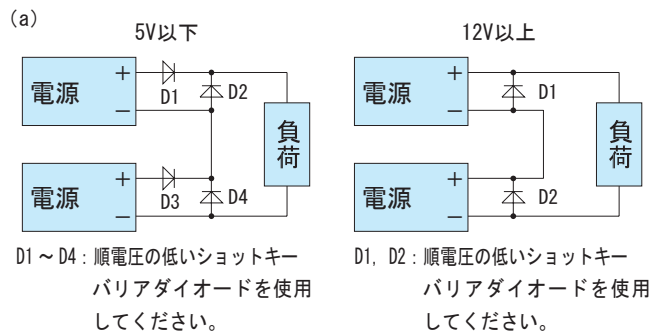 (a)
5V以下
電源
+
−
D1
D2
電源
+
−
D3
D4
負荷
D1～D4：順電圧の低いショットキー
バリアダイオードを使用
してください。
12V以上
電源
+
−
D1
電源
+
−
D2
負荷
D1, D2：順電圧の低いショットキー
バリアダイオードを使用
してください。